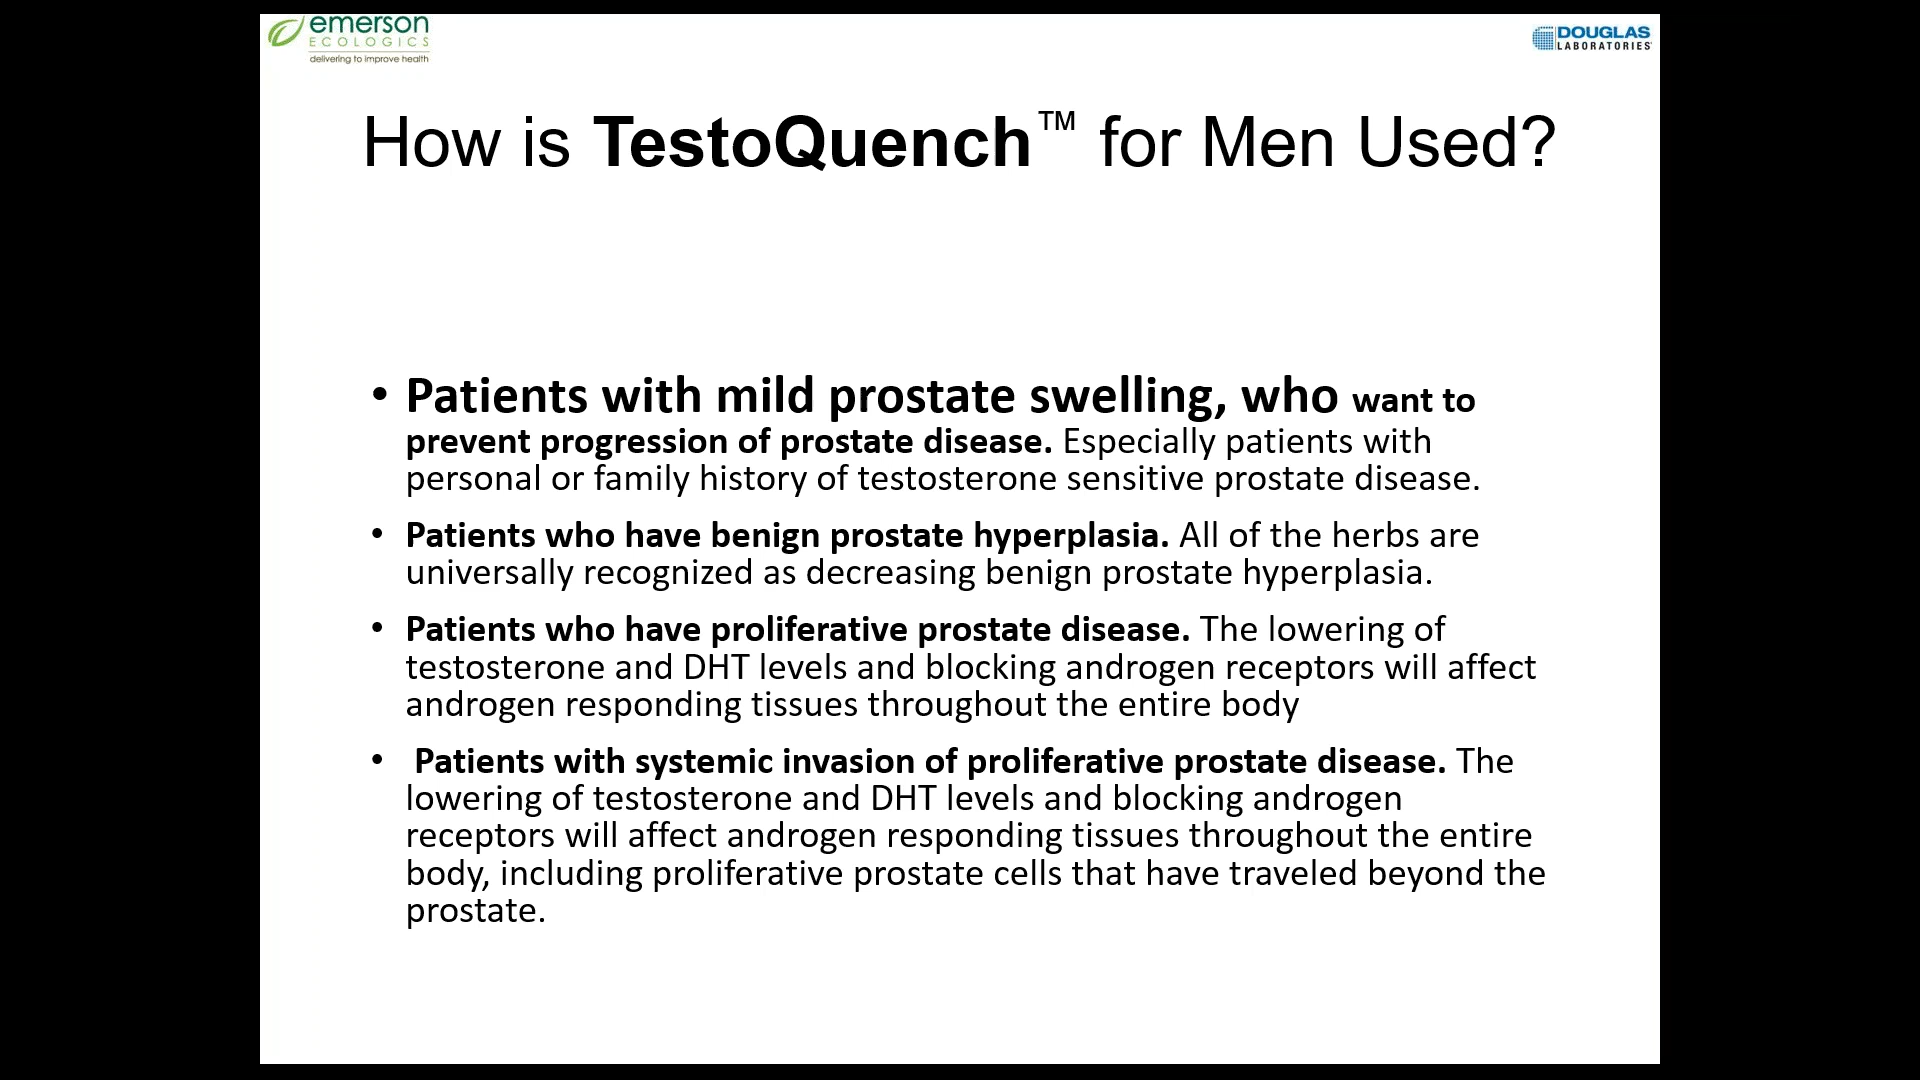 emerson
ECOLOGICS
delivering to improve health
DOUGLAS
LABORATORIES
How is TestoQuench™ for Men Used?
• Patients with mild prostate swelling, who want to
prevent progression of prostate disease. Especially patients with
personal or family history of testosterone sensitive prostate disease.
• Patients who have benign prostate hyperplasia. All of the herbs are
universally recognized as decreasing benign prostate hyperplasia.
• Patients who have proliferative prostate disease. The lowering of
testosterone and DHT levels and blocking androgen receptors will affect
androgen responding tissues throughout the entire body
• Patients with systemic invasion of proliferative prostate disease. The
lowering of testosterone and DHT levels and blocking androgen
receptors will affect androgen responding tissues throughout the entire
body, including proliferative prostate cells that have traveled beyond the
prostate.